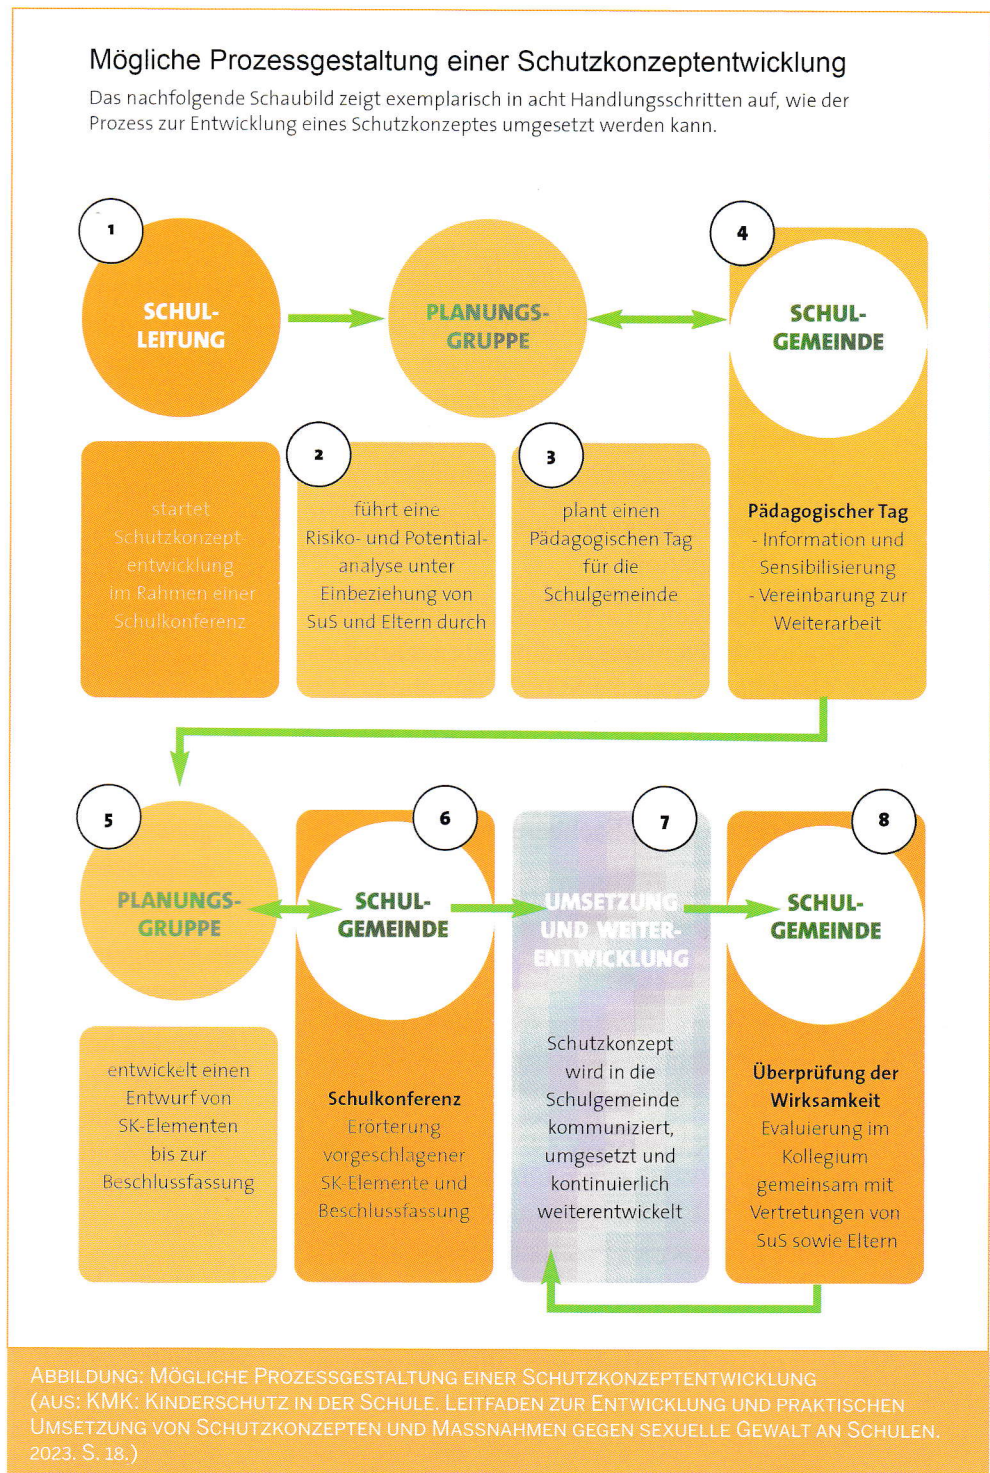 Mögliche Prozessgestaltung einer Schutzkonzeptentwicklung
Das nachfolgende Schaubild zeigt exemplarisch in acht Handlungsschritten auf, wie der
Prozess zur Entwicklung eines Schutzkonzeptes umgesetzt werden kann.
1
SCHUL-
LEITUNG
PLANUNGS-
GRUPPE
4
SCHUL-
GEMEINDE
startet
Schutzkonzept-
entwicklung
im Rahmen einer
Schulkonferenz
2
führt eine
Risiko- und Potential-
analyse unter
Einbeziehung von
SuS und Eltern durch
3
plant einen
Pädagogischen Tag
für die
Schulgemeinde
Pädagogischer Tag
- Information und
Sensibilisierung
- Vereinbarung zur
Weiterarbeit
5
PLANUNGS-
GRUPPE
entwickelt einen
Entwurf von
SK-Elementen
bis zur
Beschlussfassung
6
SCHUL-
GEMEINDE
Schulkonferenz
Erörterung
vorgeschlagener
SK-Elemente und
Beschlussfassung
7
UMSETZUNG
UND WEITER-
ENTWICKLUNG
Schutzkonzept
wird in die
Schulgemeinde
kommuniziert,
umgesetzt und
kontinuierlich
weiterentwickelt
8
SCHUL-
GEMEINDE
Überprüfung der
Wirksamkeit
Evaluierung im
Kollegium
gemeinsam mit
Vertretungen von
SuS sowie Eltern
ABBILDUNG: MÖGLICHE PROZESSGESTALTUNG EINER SCHUTZKONZEPTENTWICKLUNG
(AUS: KMK: KINDERSCHUTZ IN DER SCHULE. LEITFADEN ZUR ENTWICKLUNG UND PRAKTISCHEN
UMSETZUNG VON SCHUTZKONZEPTEN UND MASSNAHMEN GEGEN SEXUELLE GEWALT AN SCHULEN.
2023. S. 18.)